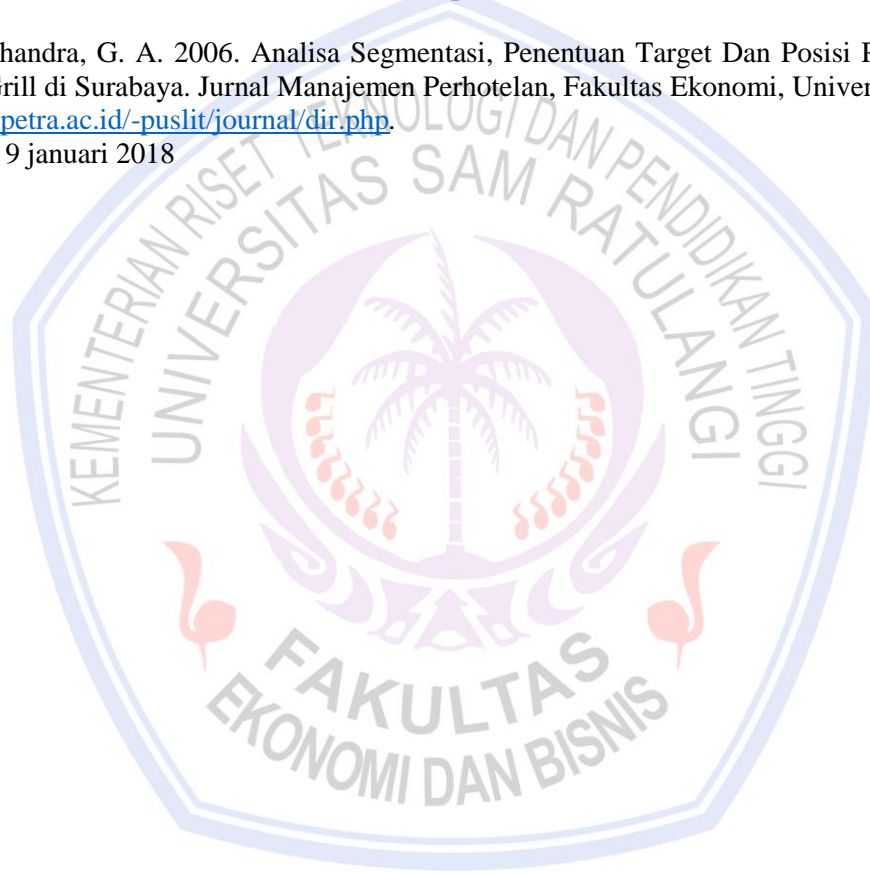 handra, G. A. 2006. Analisa Segmentasi, Penentuan Target Dan Posisi
rill di Surabaya. Jurnal Manajemen Perhotelan, Fakultas Ekonomi, Univer
petra.ac.id/-puslit/journal/dir.php.
9 januari 2018
KEMENTERIAN RISET TEKNOLOGI DAN PENDIDIKAN TINGGI
UNIVERSITAS SAM RATULANGI
FAKULTAS
EKONOMI DAN BISNIS